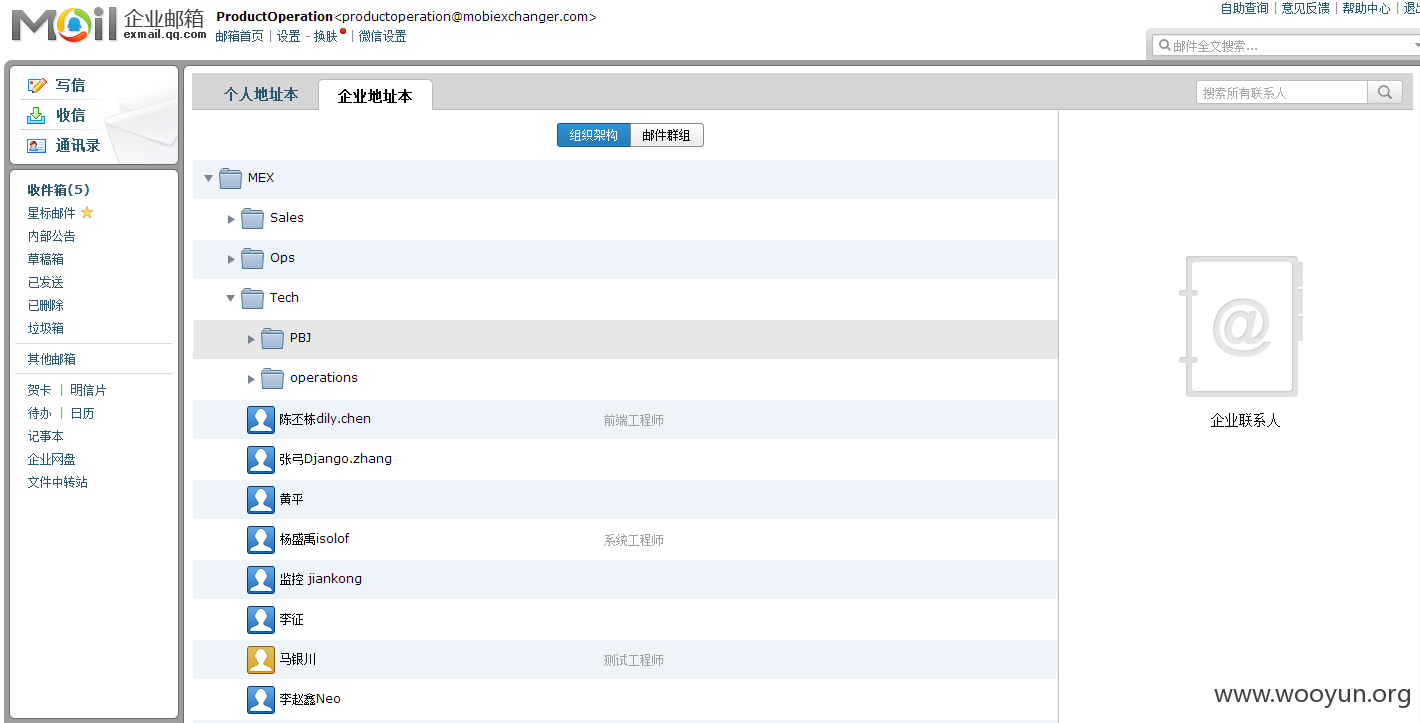 Mail 企业邮箱 exmail.qq.com
ProductOperation<productoperation@mobiexchanger.com>
邮箱首页 | 设置 - 换肤 | 微信设置
自助查询 | 意见反馈 | 帮助中心 |
邮件全文搜索...
写信
收信
通讯录
收件箱(5)
星标邮件
内部公告
草稿箱
已发送
已删除
垃圾箱
其他邮箱
贺卡 | 明信片
待办 | 日历
记事本
企业网盘
文件中转站
个人地址本 企业地址本
搜索所有联系人
组织架构 邮件群组
MEX
Sales
Ops
Tech
PBJ
operations
陈丕栋dily.chen 前端工程师
张弓Django.zhang
黄平
杨盛禹isolof 系统工程师
监控 jiankong
李征
马银川 测试工程师
李赵鑫Neo
@
企业联系人
www.wooyun.org